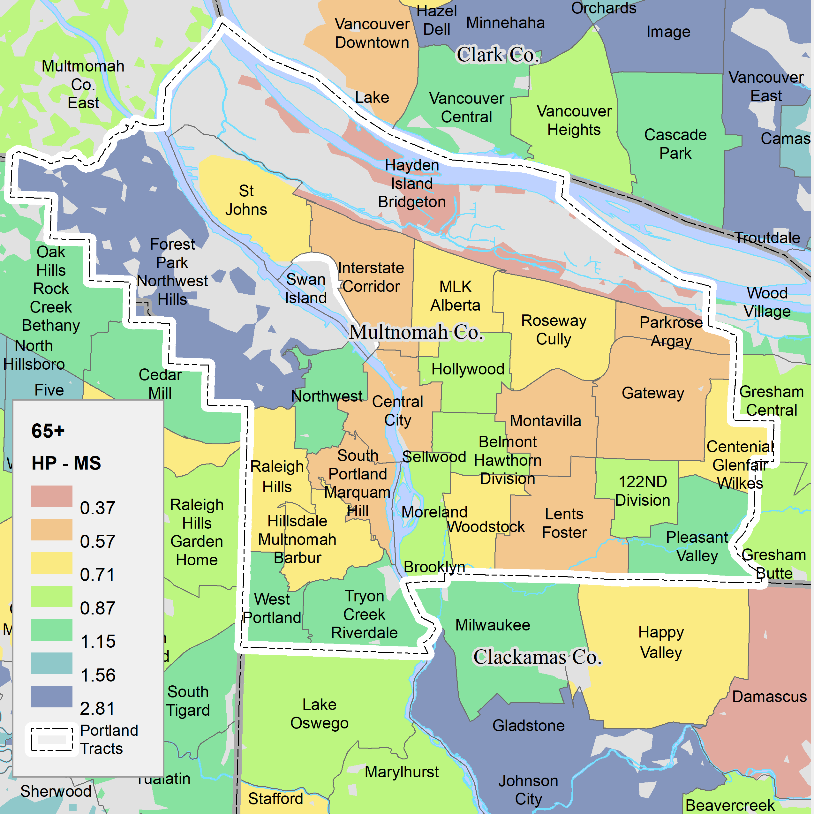 Hazel
Dell
Minnehaha
Orchards
Image
Vancouver
Downtown
Clark Co.
Multmomah
Co.
East
Lake
Vancouver
Central
Vancouver
Heights
Vancouver
East
Cascade
Park
Camas
Hayden
Island
Bridgeton
St
Johns
Troutdale
Forest
Park
Northwest
Hills
Oak
Hills
Rock
Creek
Bethany
Swan
Island
Interstate
Corridor
MLK
Alberta
Wood
Village
Multnomah Co.
Roseway
Cully
Parkrose
Argay
North
Hillsboro
Five
Cedar
Mill
Hollywood
Northwest
Central
City
Gateway
Gresham
Central
Montavilla
65+
HP - MS
0.37
0.57
0.71
0.87
1.15
1.56
2.81
Portland
Tracts
Raleigh
Hills
South
Portland
Marquam
Hill
Sellwood
Belmont
Hawthorn
Division
Centenial
Glenfair
Wilkes
122ND
Division
Raleigh
Hills
Garden
Home
Hillsdale
Multnomah
Barbur
Moreland
Woodstock
Lents
Foster
Pleasant
Valley
Brooklyn
Gresham
Butte
West
Portland
Tryon
Creek
Riverdale
Milwaukee
Happy
Valley
Clackamas Co.
South
Tigard
Lake
Oswego
Damascus
Gladstone
Marylhurst
Johnson
City
Tualatin
Sherwood
Stafford
Beavercreek